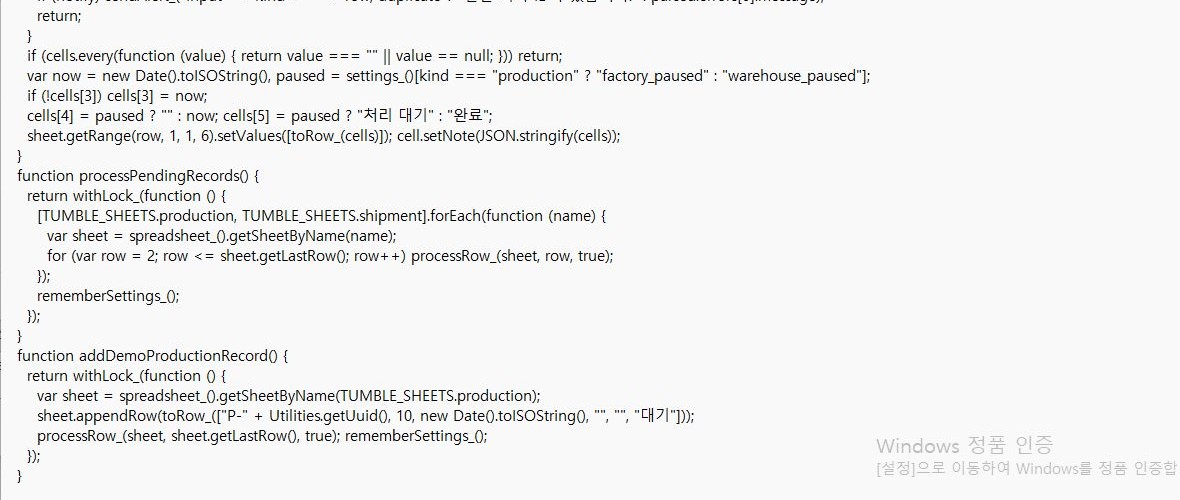 return;
}
if (cells.every(function (value) { return value === "" || value == null; })) return;
var now = new Date().toISOString(), paused = settings_()[kind === "production" ? "factory_paused" : "warehouse_paused"];
if (!cells[3]) cells[3] = now;
cells[4] = paused ? "" : now; cells[5] = paused ? "처리 대기" : "완료";
sheet.getRange(row, 1, 1, 6).setValues([toRow_(cells)]); cell.setNote(JSON.stringify(cells));
}
function processPendingRecords() {
return withLock_(function () {
[TUMBLE_SHEETS.production, TUMBLE_SHEETS.shipment].forEach(function (name) {
var sheet = spreadsheet_().getSheetByName(name);
for (var row = 2; row <= sheet.getLastRow(); row++) processRow_(sheet, row, true);
});
rememberSettings_();
});
}
function addDemoProductionRecord() {
return withLock_(function () {
var sheet = spreadsheet_().getSheetByName(TUMBLE_SHEETS.production);
sheet.appendRow(toRow_(["P-" + Utilities.getUuid(), 10, new Date().toISOString(), "", "", "대기"]));
processRow_(sheet, sheet.getLastRow(), true); rememberSettings_();
});
}
Windows 정품 인증
[설정]으로 이동하여 Windows를 정품 인증합